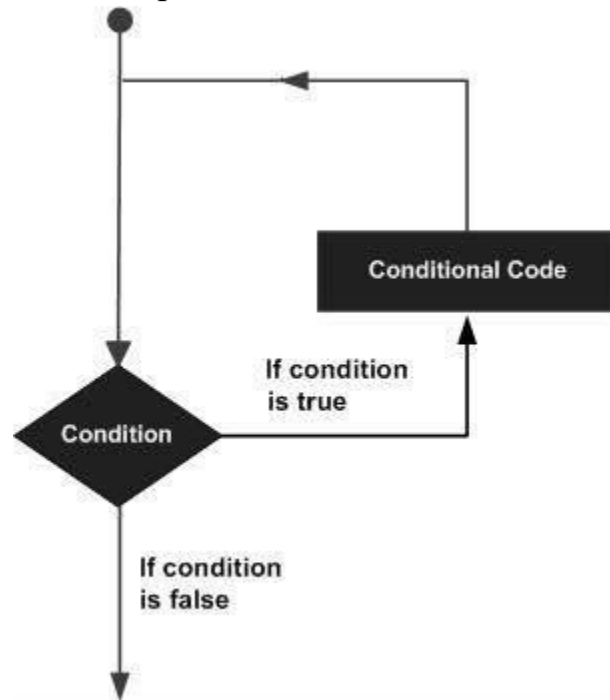 Conditional Code
If condition
is true
Condition
If condition
is false